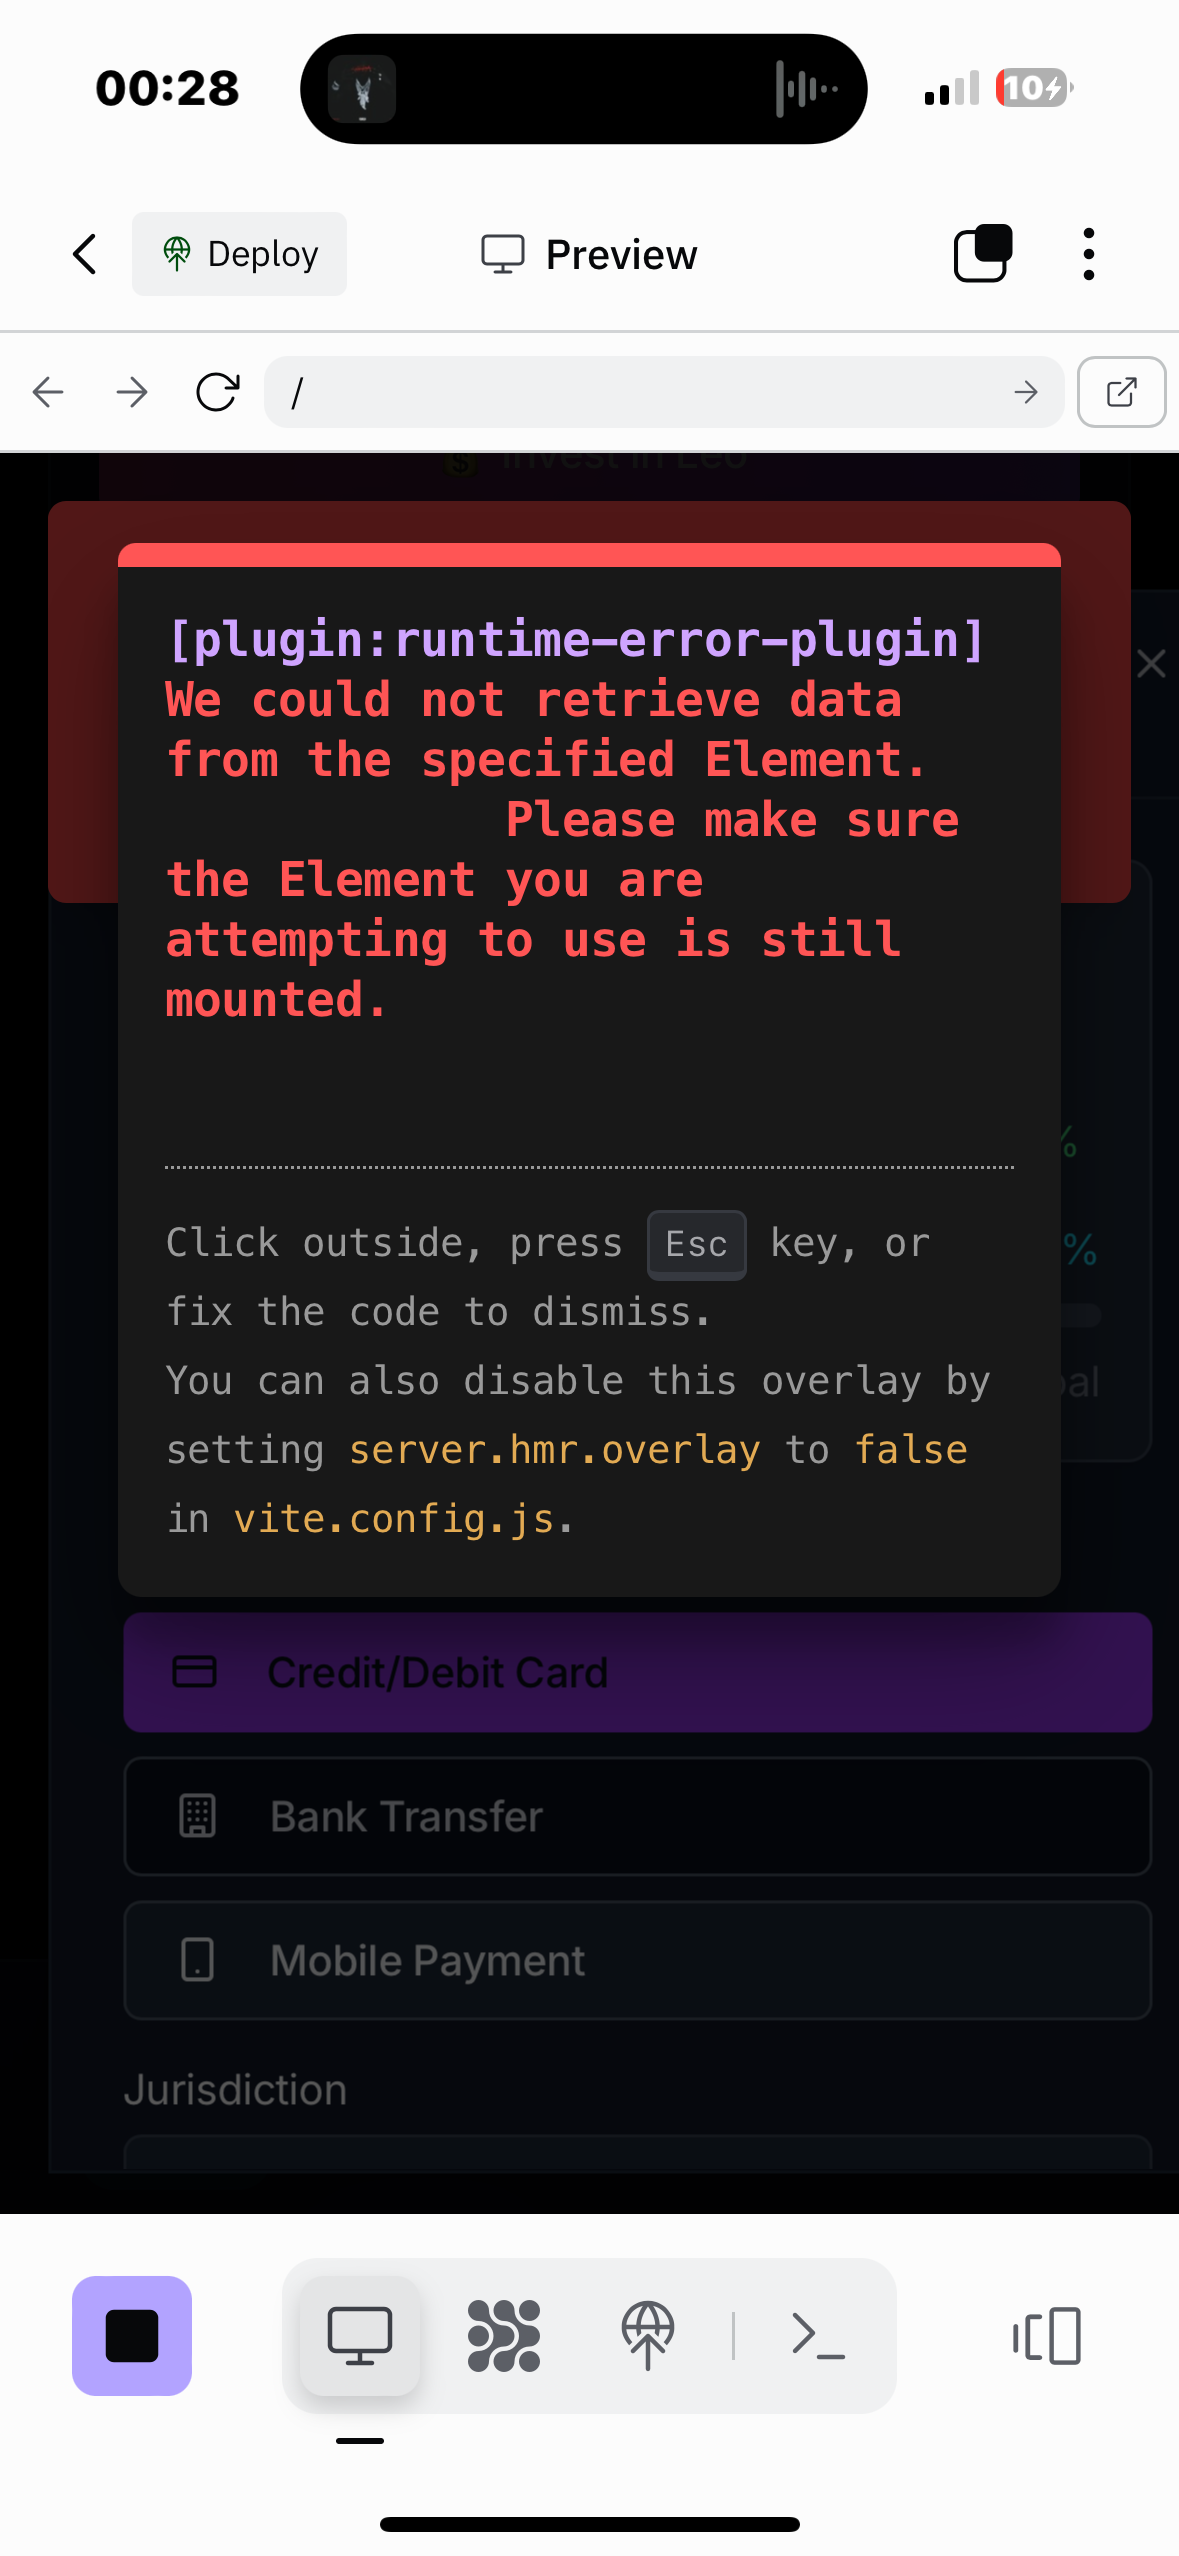 00:28
10
Deploy
Preview
/
Invest in Leo
[plugin:runtime-error-plugin]
We could not retrieve data
from the specified Element.
Please make sure
the Element you are
attempting to use is still
mounted.
%
%
Click outside, press Esc key, or
fix the code to dismiss.
You can also disable this overlay by
setting server.hmr.overlay to false
in vite.config.js.
Credit/Debit Card
Bank Transfer
Mobile Payment
Jurisdiction